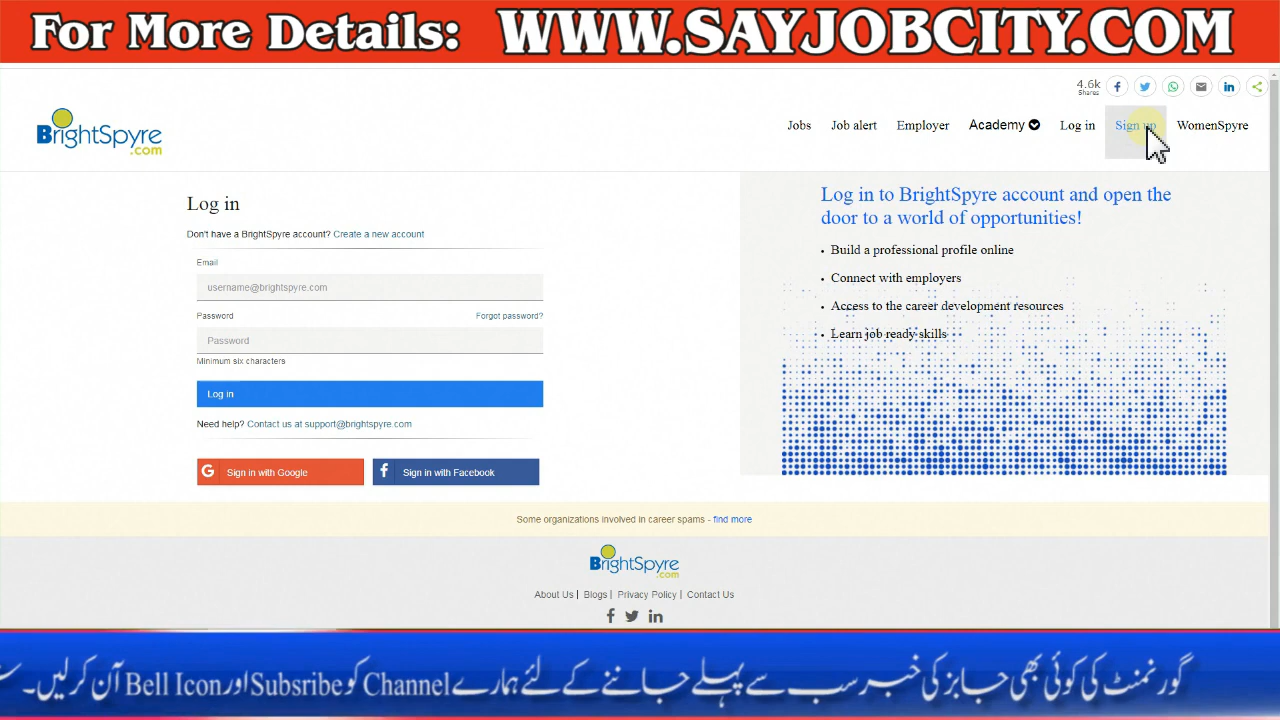 For More Details: WWW.SAYJOBCITY.COM
4.6k
Shares
BrightSpyre
.com
Jobs Job alert Employer Academy Log in Sign up WomenSpyre
Log in
Don't have a BrightSpyre account? Create a new account
Email
username@brightspyre.com
Password Forgot password?
Password
Minimum six characters
Log in
Need help? Contact us at support@brightspyre.com
G Sign in with Google
f Sign in with Facebook
Log in to BrightSpyre account and open the
door to a world of opportunities!
• Build a professional profile online
• Connect with employers
• Access to the career development resources
• Learn job ready skills
Some organizations involved in career spams - find more
BrightSpyre
.com
About Us | Blogs | Privacy Policy | Contact Us
گورنمنٹ کی کوئی بھی جابز کی خبر سب سے پہلے جاننے کے لئے ہمارے Channel کو Subsribe اور Bell Icon آن کرلیں۔